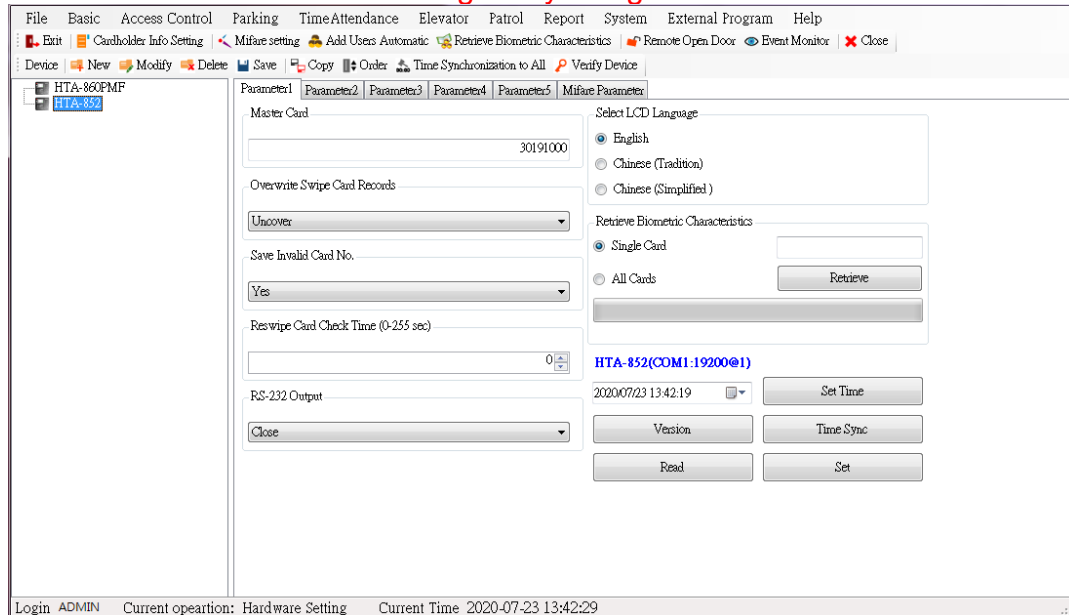 File Basic Access Control Parking TimeAttendance Elevator Patrol Report System External Program Help
Exit Cardholder Info Setting Mifare setting Add Users Automatic Retrieve Biometric Characteristics Remote Open Door Event Monitor Close
Device New Modify Delete Save Copy Order Time Synchronization to All Verify Device
HTA-860PMF
HTA-852
Parameter1 Parameter2 Parameter3 Parameter4 Parameter5 Mifare Parameter
Master Card
30191000
Overwrite Swipe Card Records
Uncover
Save Invalid Card No.
Yes
Reswipe Card Check Time (0-255 sec)
0
RS-232 Output
Close
Select LCD Language
English
Chinese (Tradition)
Chinese (Simplified )
Retrieve Biometric Characteristics
Single Card
All Cards Retrieve
HTA-852(COM1:19200@1)
2020/07/23 13:42:19 Set Time
Version Time Sync
Read Set
Login ADMIN Current opeartion: Hardware Setting Current Time 2020-07-23 13:42:29